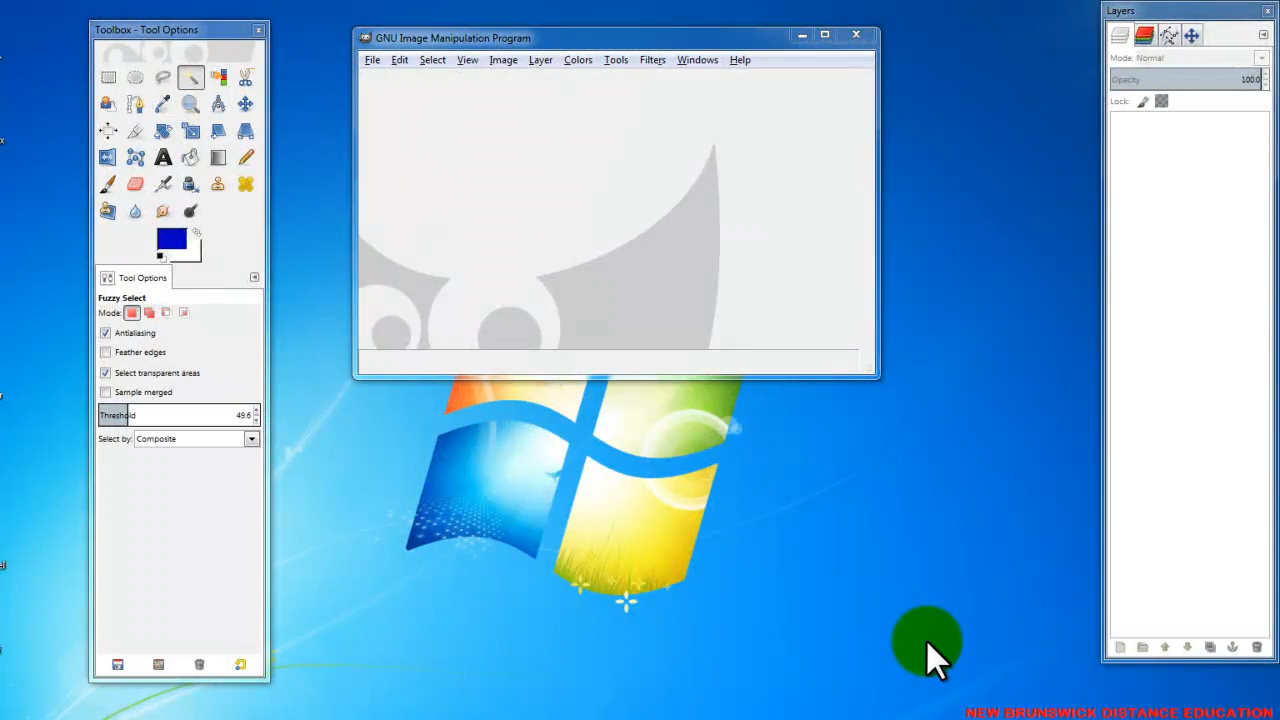 Toolbox - Tool Options
Tool Options
Fuzzy Select
Mode:
Antialiasing
Feather edges
Select transparent areas
Sample merged
Threshold 49.6
Select by: Composite
GNU Image Manipulation Program
File Edit Select View Image Layer Colors Tools Filters Windows Help
Layers
Mode: Normal
Opacity 100.0
Lock:
NEW BRUNSWICK DISTANCE EDUCATION